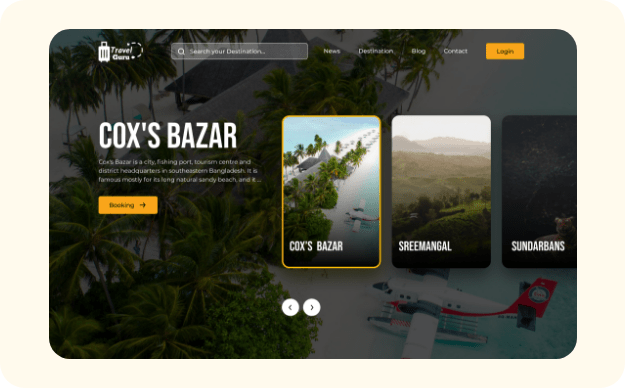 Travel
Guru
Search your Destination...
News
Destination
Blog
Contact
Login
COX'S BAZAR
Cox's Bazar is a city, fishing port, tourism centre and
district headquarters in southeastern Bangladesh. It is
famous mostly for its long natural sandy beach, and it ...
Booking
COX'S BAZAR
SREEMANGAL
SUNDARBANS